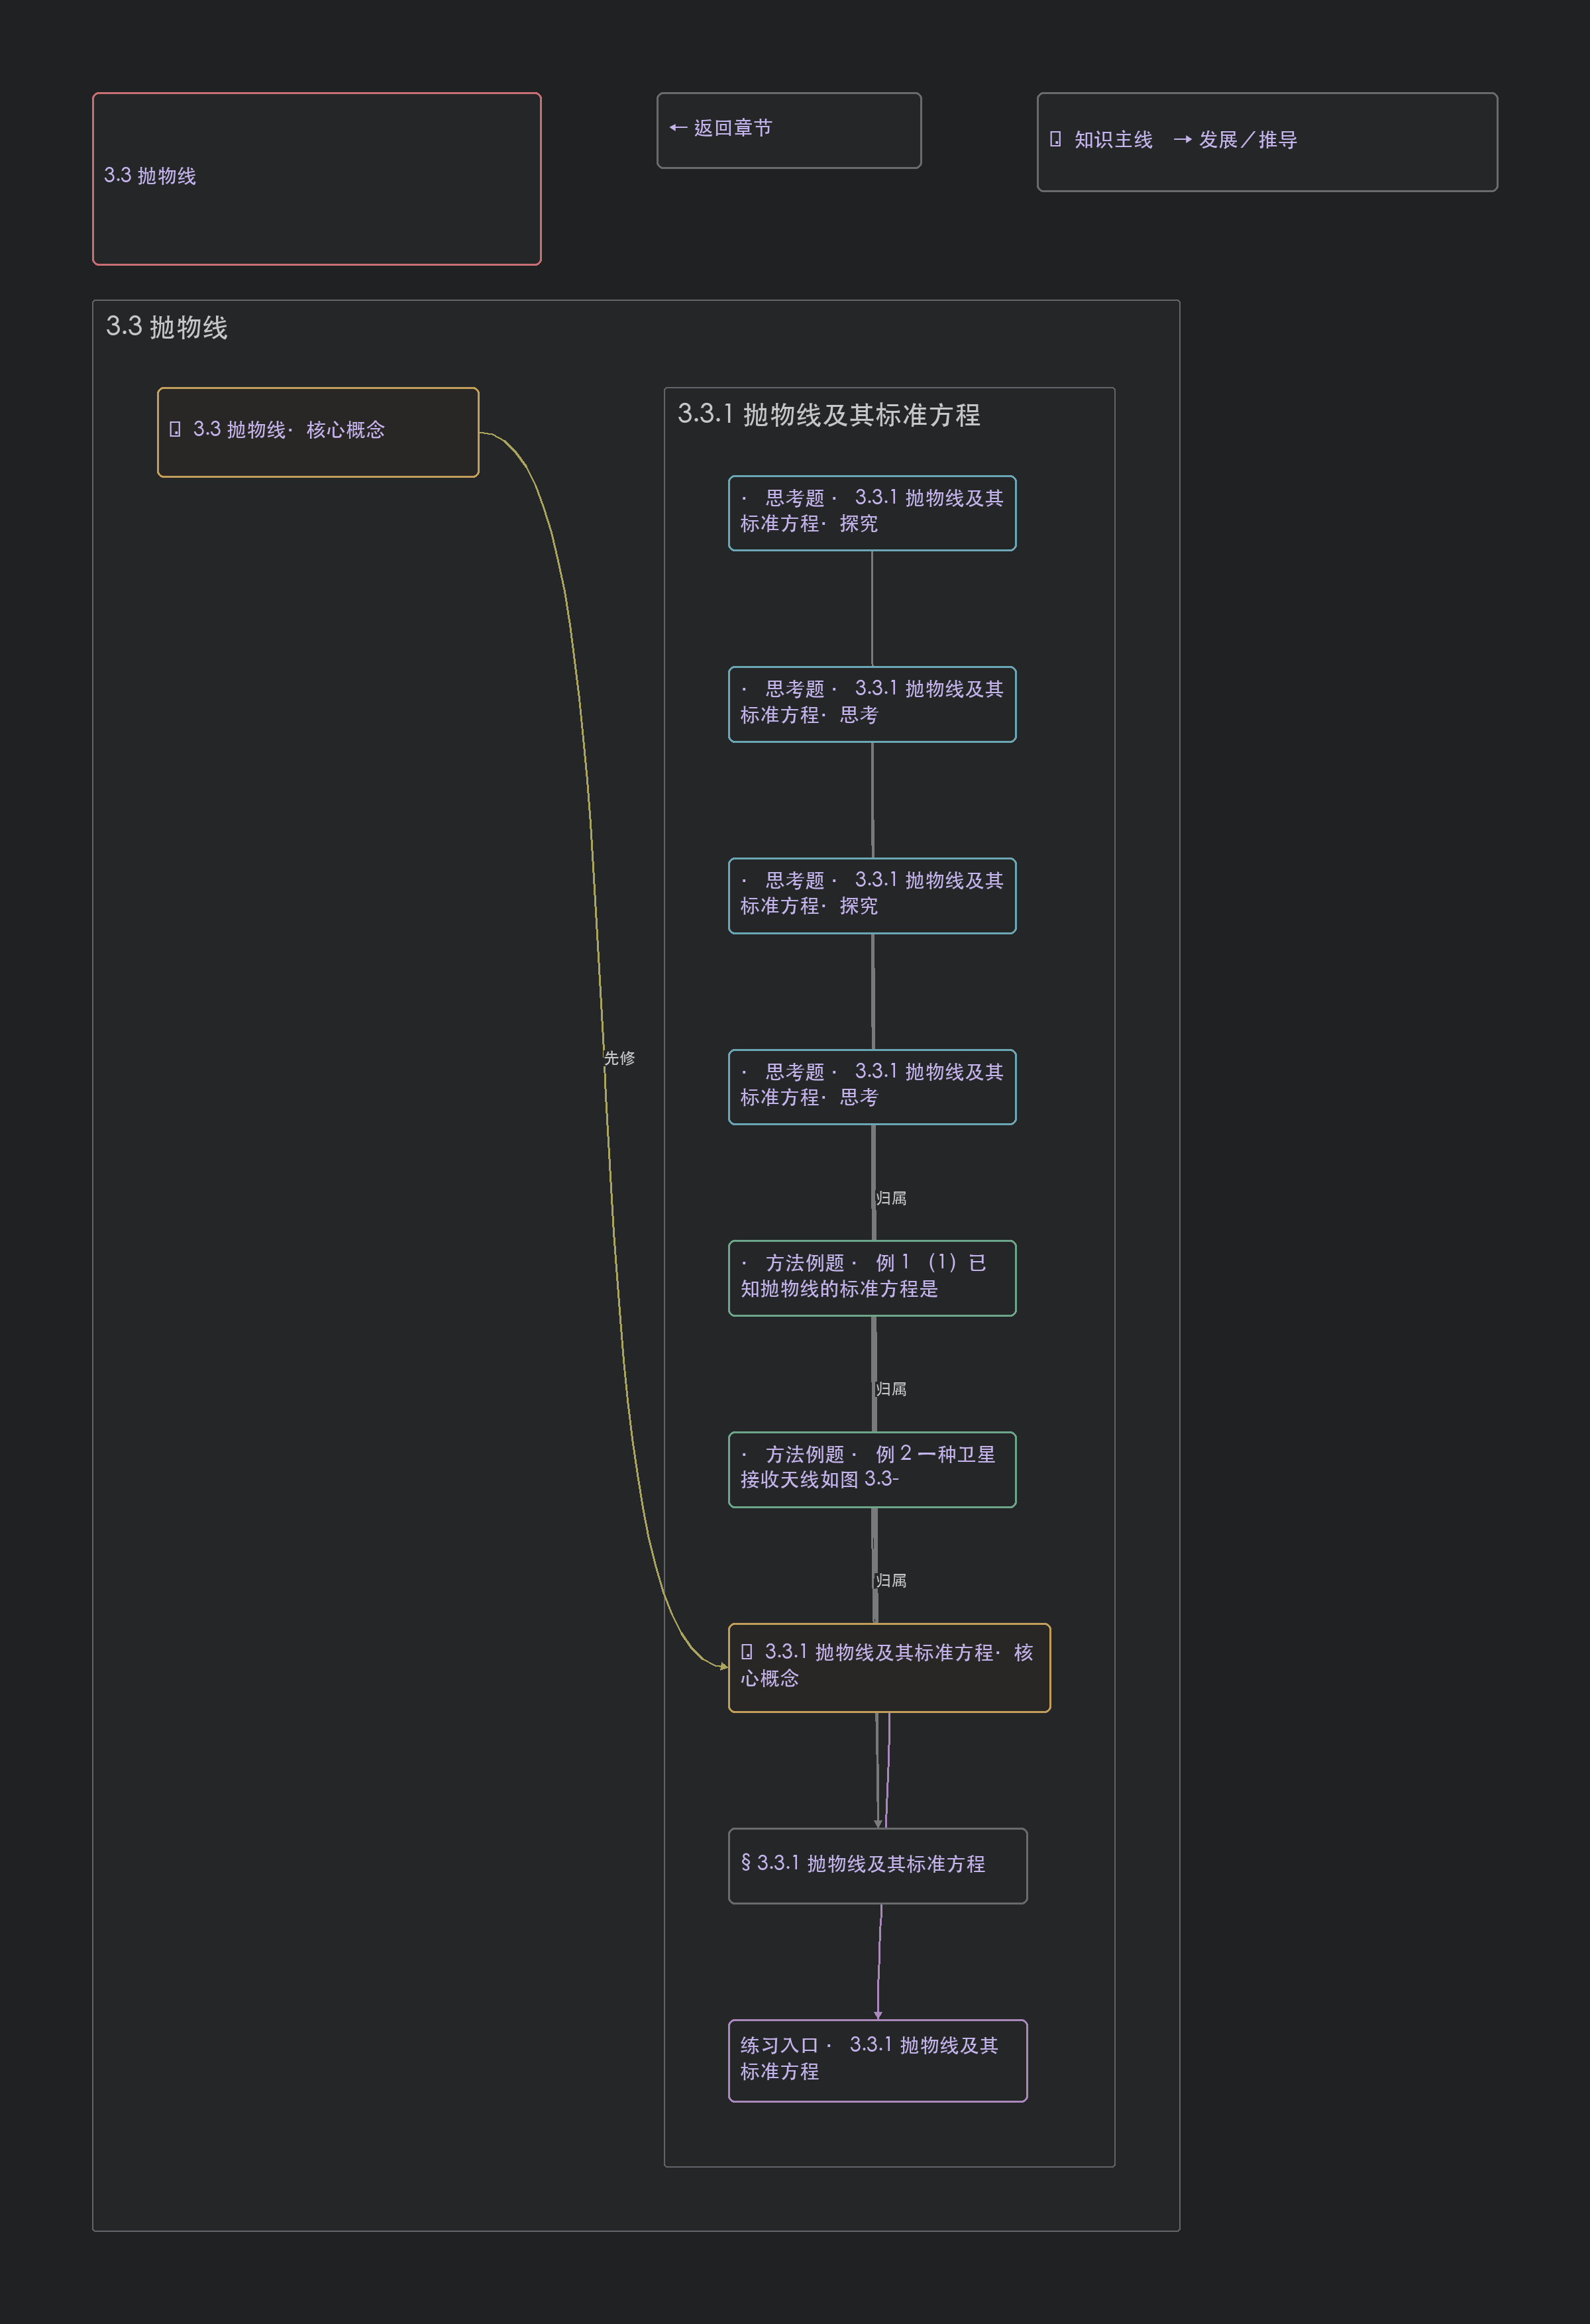 3.3 抛物线
← 返回章节
知识主线 → 发展／推导
3.3 抛物线
3.3 抛物线· 核心概念
3.3.1 抛物线及其标准方程
· 思考题 · 3.3.1 抛物线及其
标准方程· 探究
· 思考题 · 3.3.1 抛物线及其
标准方程· 思考
· 思考题 · 3.3.1 抛物线及其
标准方程· 探究
先修
· 思考题 · 3.3.1 抛物线及其
标准方程· 思考
归属
· 方法例题 · 例 1 （1）已
知抛物线的标准方程是
归属
· 方法例题 · 例 2 一种卫星
接收天线如图 3.3-
归属
3.3.1 抛物线及其标准方程· 核
心概念
§ 3.3.1 抛物线及其标准方程
练习入口 · 3.3.1 抛物线及其
标准方程